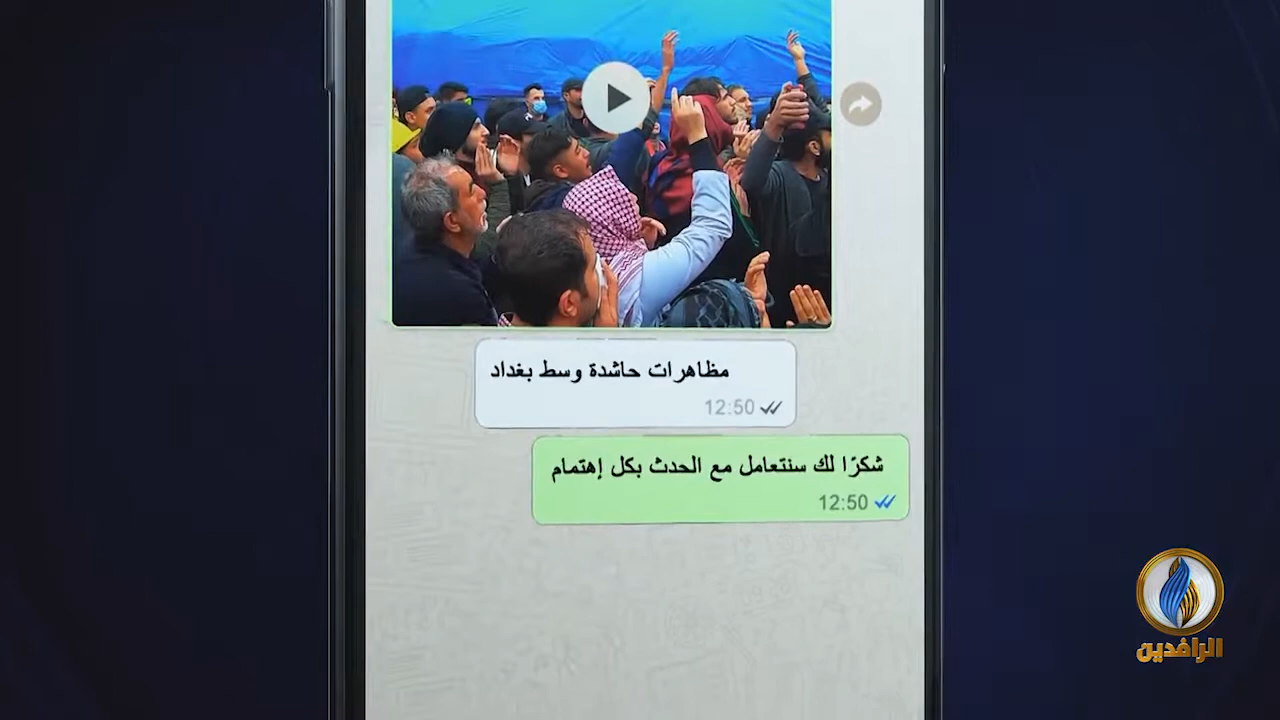 مظاهرات حاشدة وسط بغداد
12:50
شكرًا لك سنتعامل مع الحدث بكل إهتمام
12:50
الرافدين